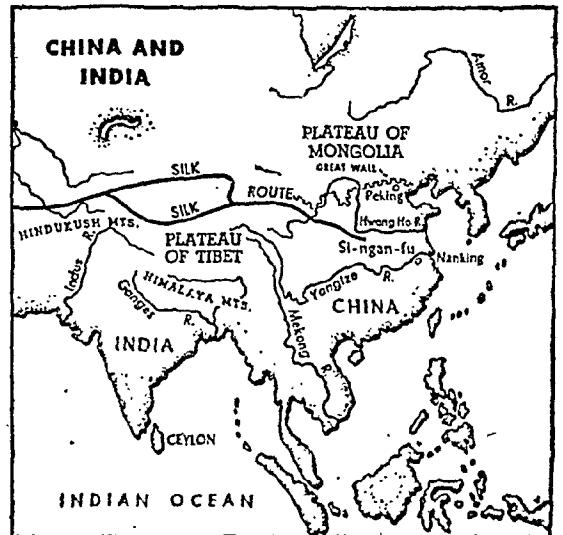 CHINA AND
INDIA
Amor
R.
PLATEAU OF
MONGOLIA
GREAT WALL
SILK
ROUTE
Peking
SILK
Hwang Ho R.
HINDUKUSH MTS.
PLATEAU
OF TIBET
Si-ngan-fu
Nanking
Indus
R.
HIMALAYA MTS.
Yangtze
R.
Ganges
R.
CHINA
Mekong
R.
INDIA
CEYLON
INDIAN OCEAN